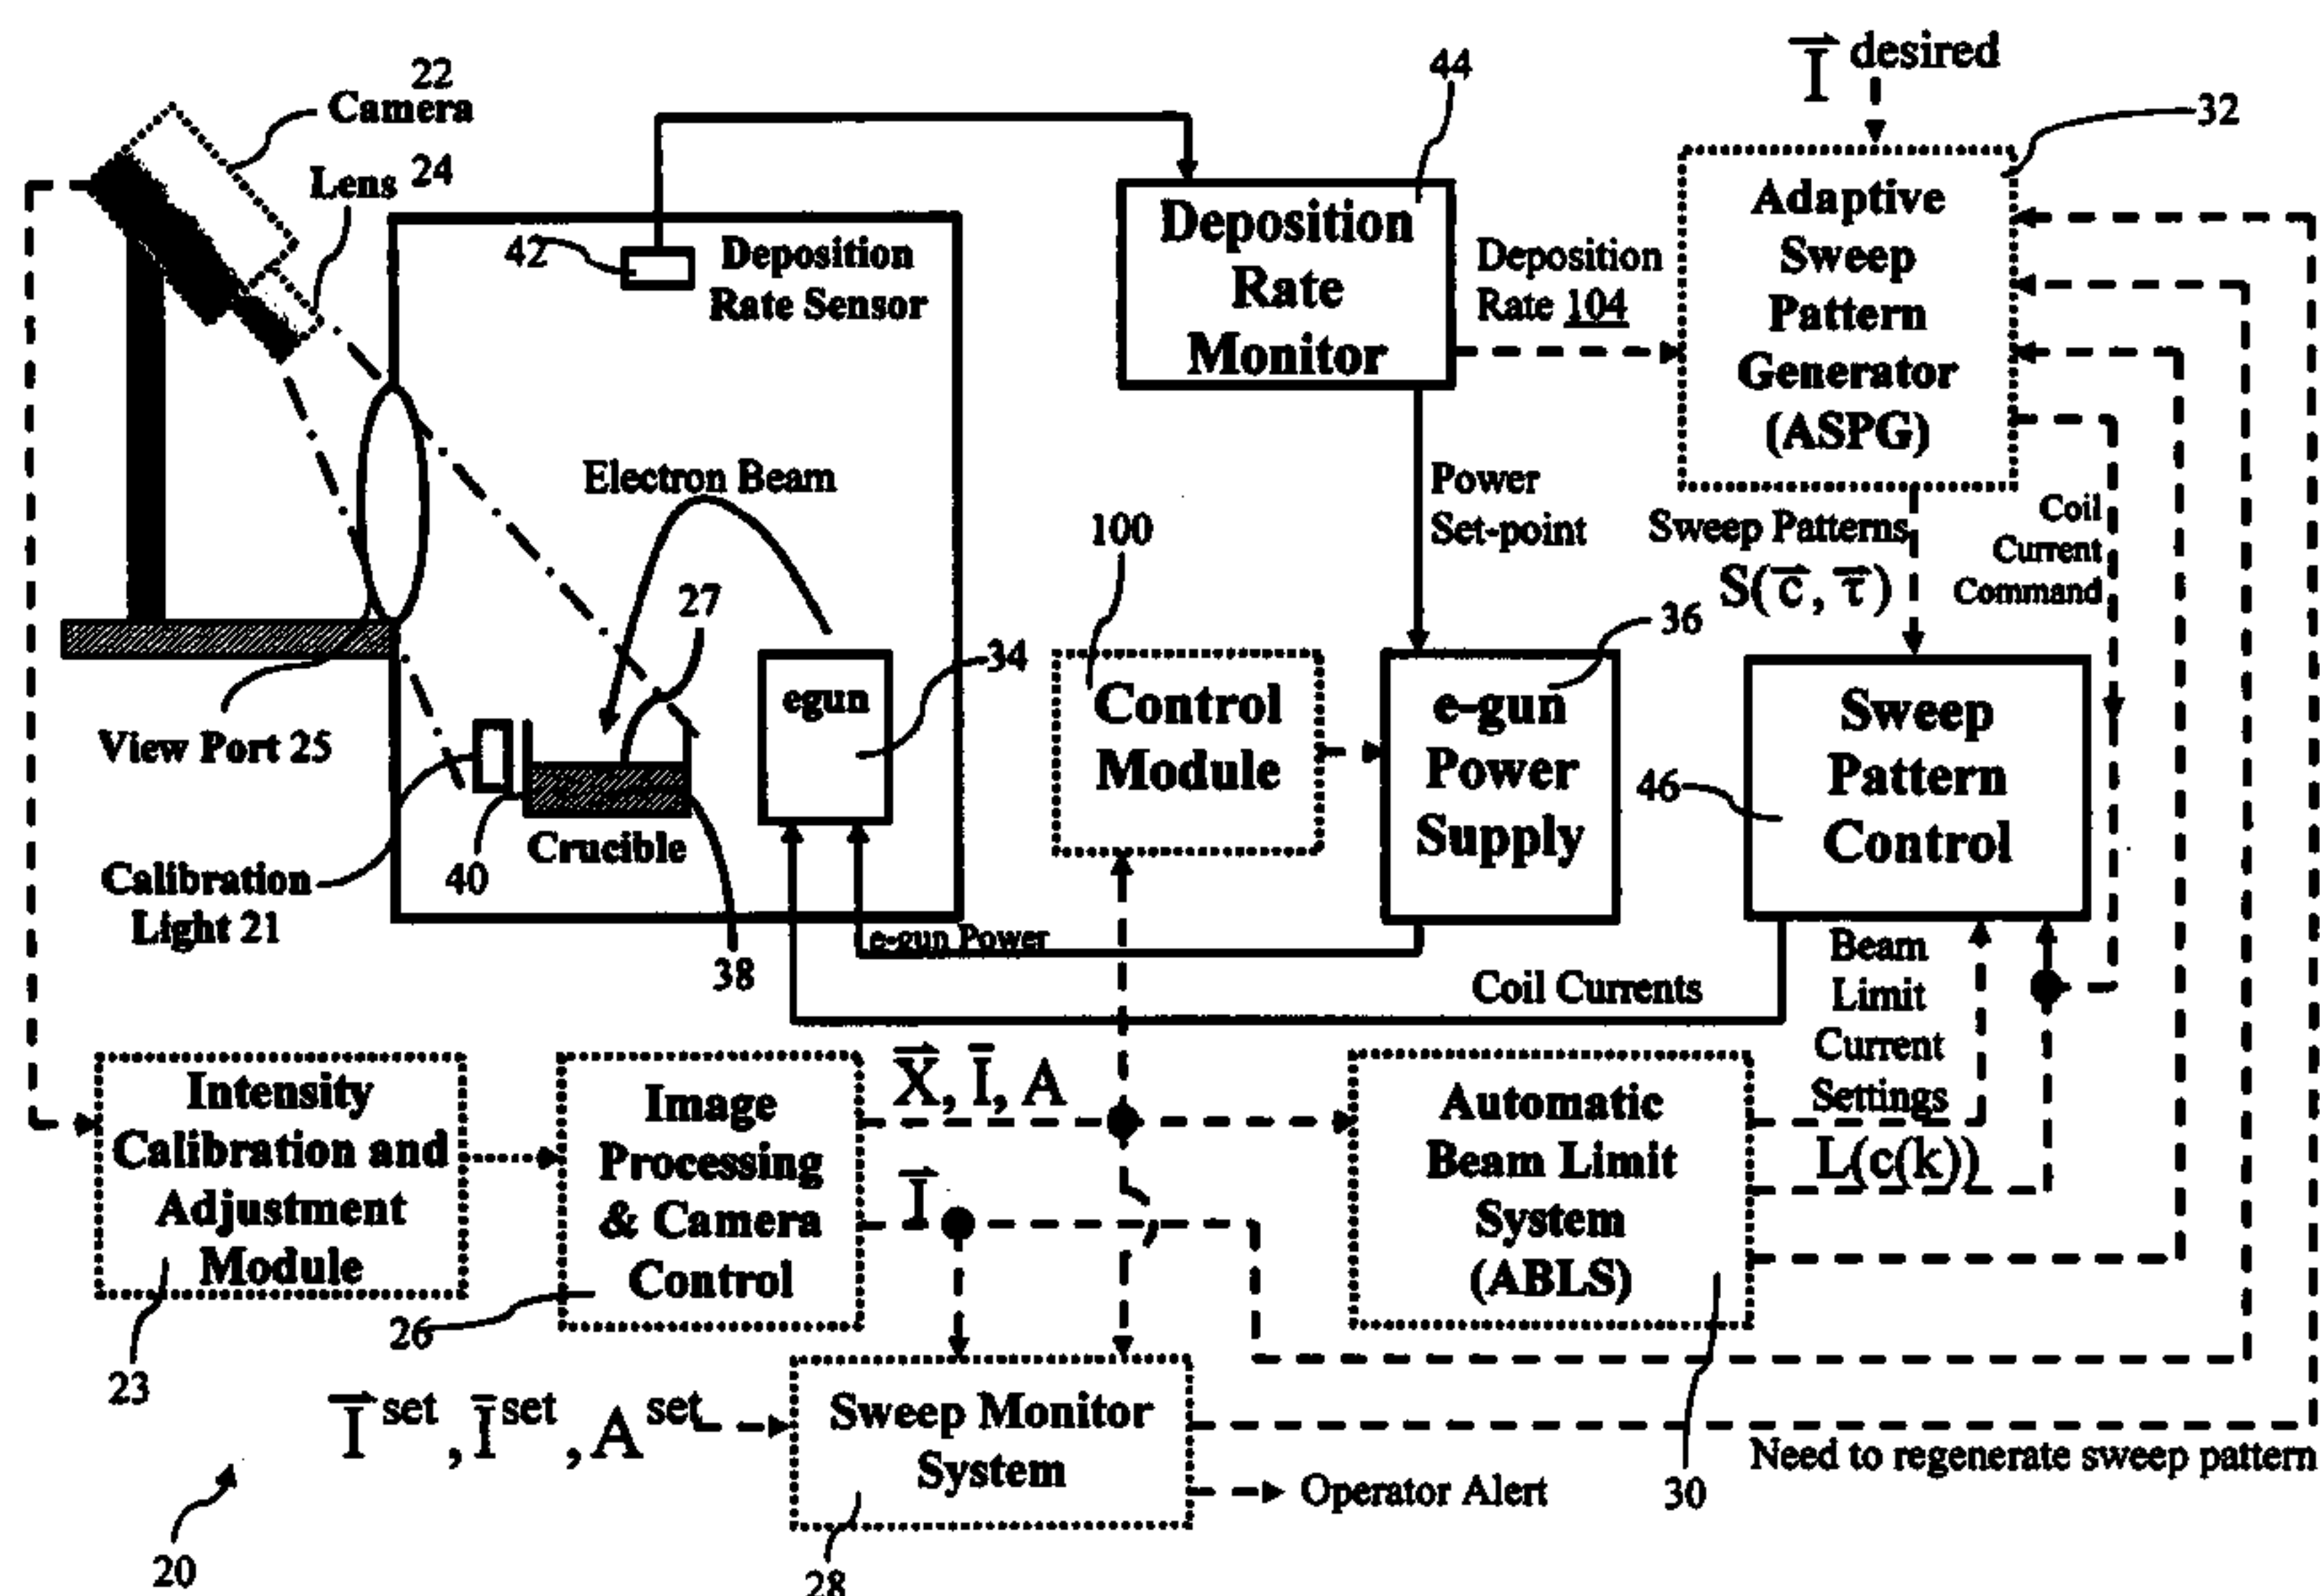 22
Camera
Lens 24
42
Deposition
Rate Sensor
44
Deposition
Rate
Monitor
Deposition
Rate 104
I⃗ desired
32
Adaptive
Sweep
Pattern
Generator
(ASPG)
Electron Beam
27
34
egun
View Port 25
Calibration
Light 21
40
Crucible
38
100
Control
Module
Power
Set-point
36
e-gun
Power
Supply
Sweep Patterns
S(c⃗, τ⃗)
Coil
Current
Command
46
Sweep
Pattern
Control
e-gun Power
Coil Currents
Beam
Limit
Current
Settings
L(c(k))
Intensity
Calibration and
Adjustment
Module
23
Image
Processing
& Camera
Control
26
X⃗, Ī, A
I⃗
Automatic
Beam Limit
System
(ABLS)
30
I⃗ set, Ī set, A set
Sweep Monitor
System
28
Need to regenerate sweep pattern
Operator Alert
20